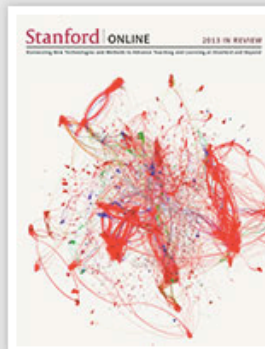 Stanford | ONLINE
2013 IN REVIEW
Harnessing New Technologies and Methods to Advance Teaching and Learning at Stanford and Beyond